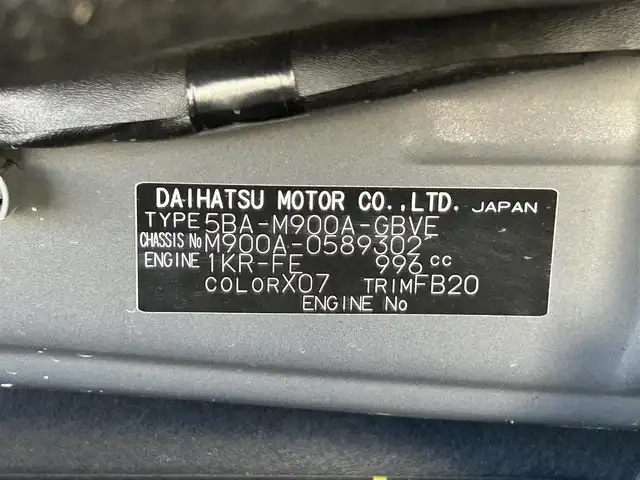 DAIHATSU MOTOR CO.,LTD. JAPAN
TYPE 5BA-M900A-GBVE
CHASSIS No M900A-0589302
ENGINE 1KR-FE 996 cc
COLOR X07 TRIM FB20
ENGINE No